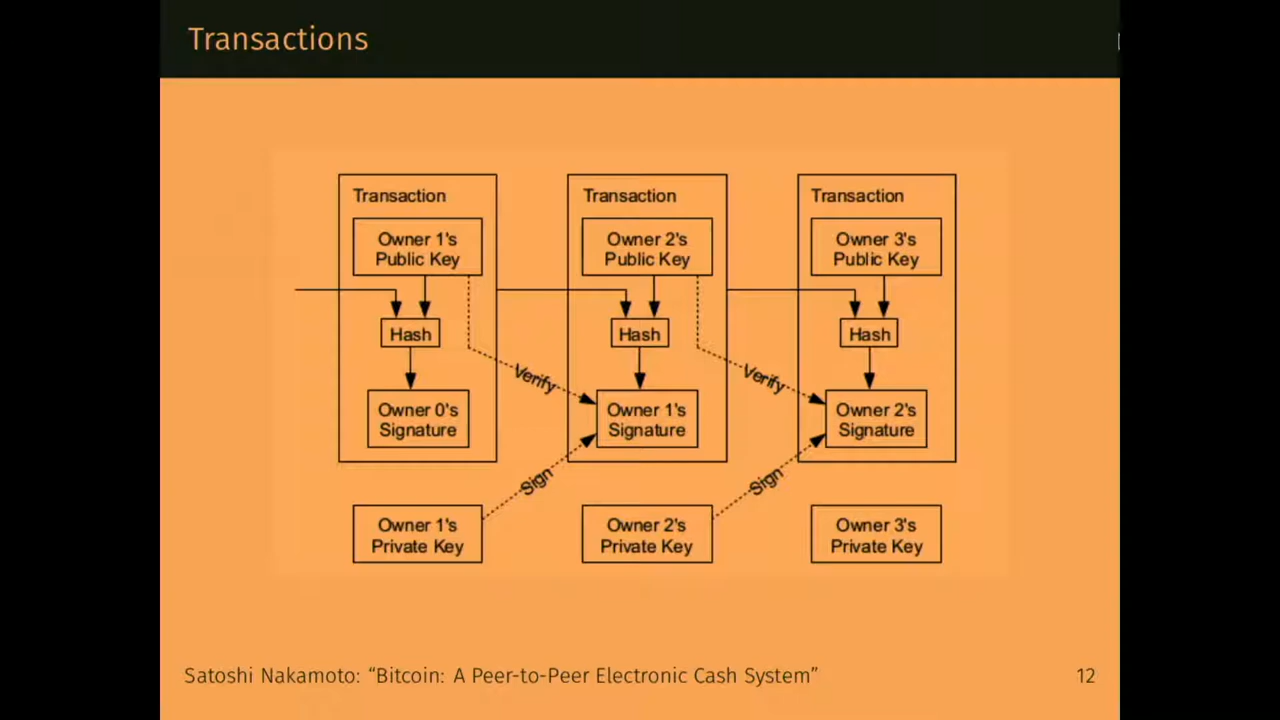 Transactions
Transaction
Owner 1's
Public Key
Hash
Owner 0's
Signature
Transaction
Owner 2's
Public Key
Hash
Owner 1's
Signature
Transaction
Owner 3's
Public Key
Hash
Owner 2's
Signature
Verify
Verify
Sign
Sign
Owner 1's
Private Key
Owner 2's
Private Key
Owner 3's
Private Key
Satoshi Nakamoto: “Bitcoin: A Peer-to-Peer Electronic Cash System”
12